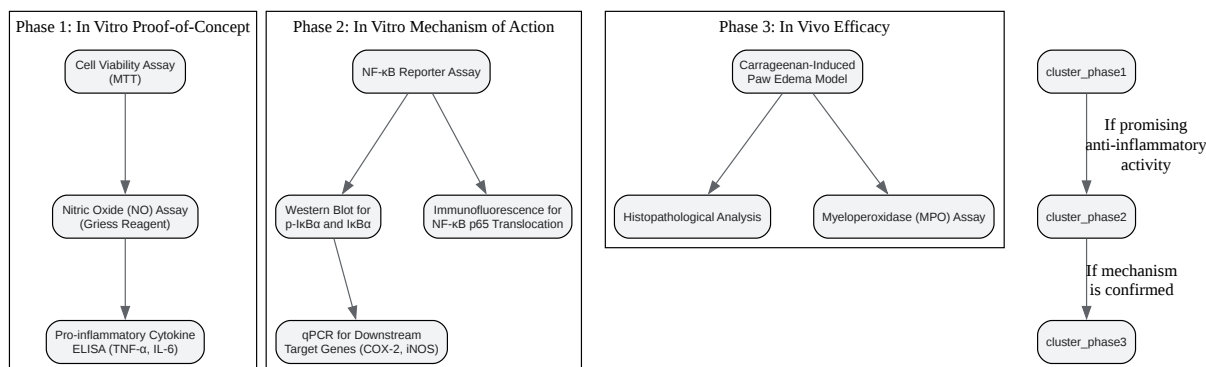 Phase 1: In Vitro Proof-of-Concept
Cell Viability Assay
(MTT)
Nitric Oxide (NO) Assay
(Griess Reagent)
Pro-inflammatory Cytokine
ELISA (TNF-α, IL-6)
Phase 2: In Vitro Mechanism of Action
NF-κB Reporter Assay
Western Blot for
p-IκBα and IκBα
Immunofluorescence for
NF-κB p65 Translocation
qPCR for Downstream
Target Genes (COX-2, iNOS)
Phase 3: In Vivo Efficacy
Carrageenan-Induced
Paw Edema Model
Histopathological Analysis
Myeloperoxidase (MPO) Assay
cluster_phase1
If promising
anti-inflammatory
activity
cluster_phase2
If mechanism
is confirmed
cluster_phase3